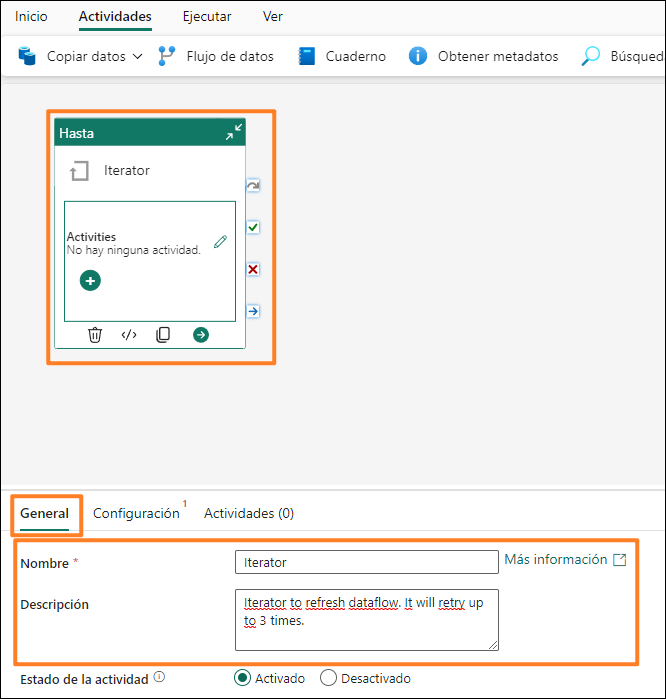 Inicio Actividades Ejecutar Ver
Copiar datos Flujo de datos Cuaderno Obtener metadatos Búsqued
Hasta
Iterator
Activities
No hay ninguna actividad.
General Configuración 1 Actividades (0)
Nombre * Iterator Más información
Descripción Iterator to refresh dataflow. It will retry up
to 3 times.
Estado de la actividad Activado Desactivado